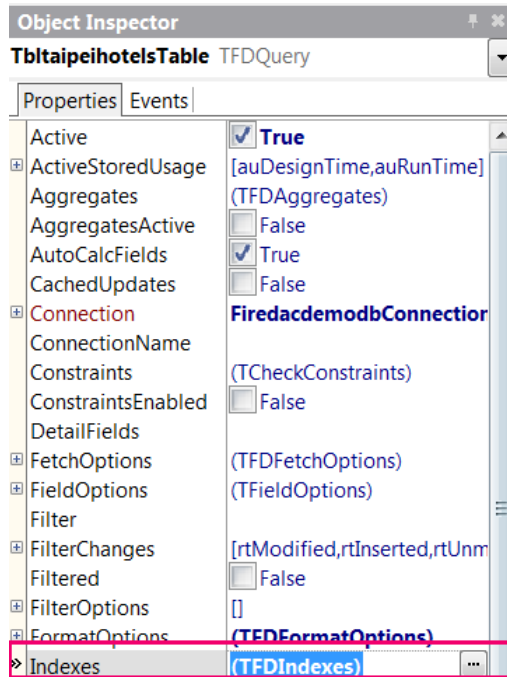 Object Inspector
TbltaipeihotelsTable TFDQuery
Properties Events
Active True
ActiveStoredUsage [auDesignTime,auRunTime]
Aggregates (TFDAggregates)
AggregatesActive False
AutoCalcFields True
CachedUpdates False
Connection FiredacdemodbConnection
ConnectionName
Constraints (TCheckConstraints)
ConstraintsEnabled False
DetailFields
FetchOptions (TFDFetchOptions)
FieldOptions (TFieldOptions)
Filter
FilterChanges [rtModified,rtInserted,rtUnm
Filtered False
FilterOptions []
FormatOptions (TFDFormatOptions)
Indexes (TFDIndexes) ...